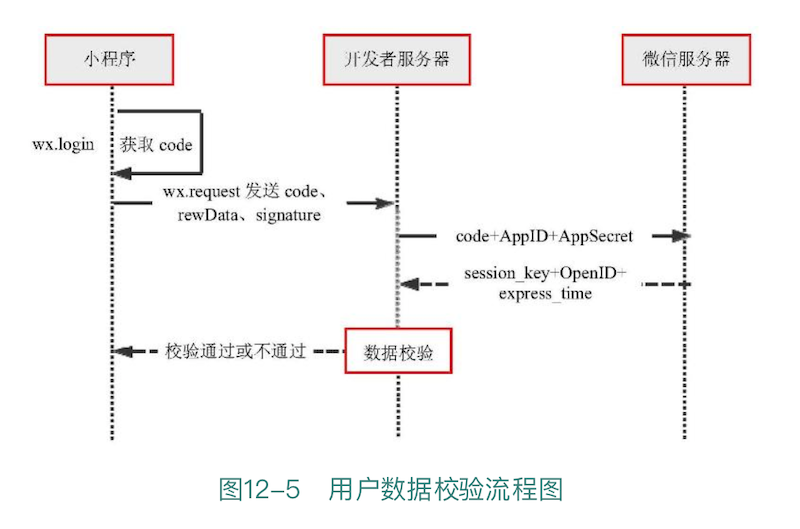 小程序
开发者服务器
微信服务器
wx.login
获取 code
wx.request 发送 code、
rewData、signature
code+AppID+AppSecret
session_key+OpenID+
express_time
校验通过或不通过
数据校验
图12-5 用户数据校验流程图